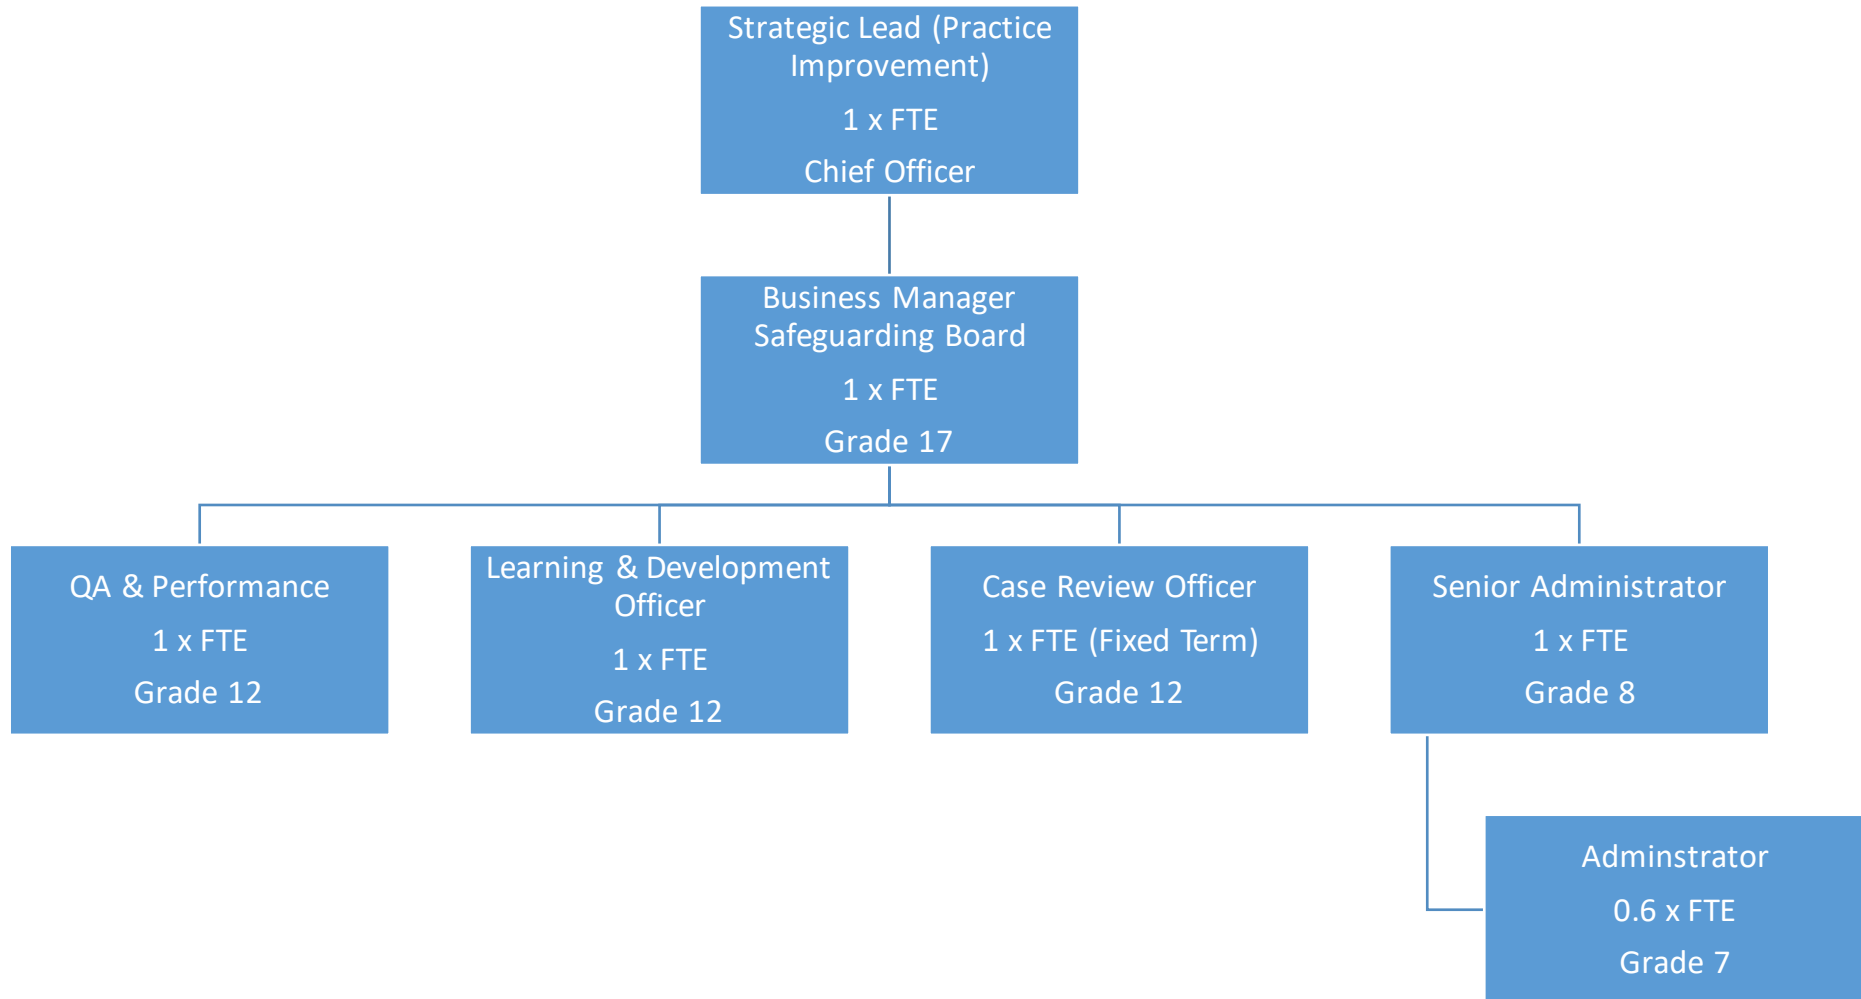 Strategic Lead (Practice
Improvement)
1 x FTE
Chief Officer
Business Manager
Safeguarding Board
1 x FTE
Grade 17
QA & Performance
1 x FTE
Grade 12
Learning & Development
Officer
1 x FTE
Grade 12
Case Review Officer
1 x FTE (Fixed Term)
Grade 12
Senior Administrator
1 x FTE
Grade 8
Adminstrator
0.6 x FTE
Grade 7